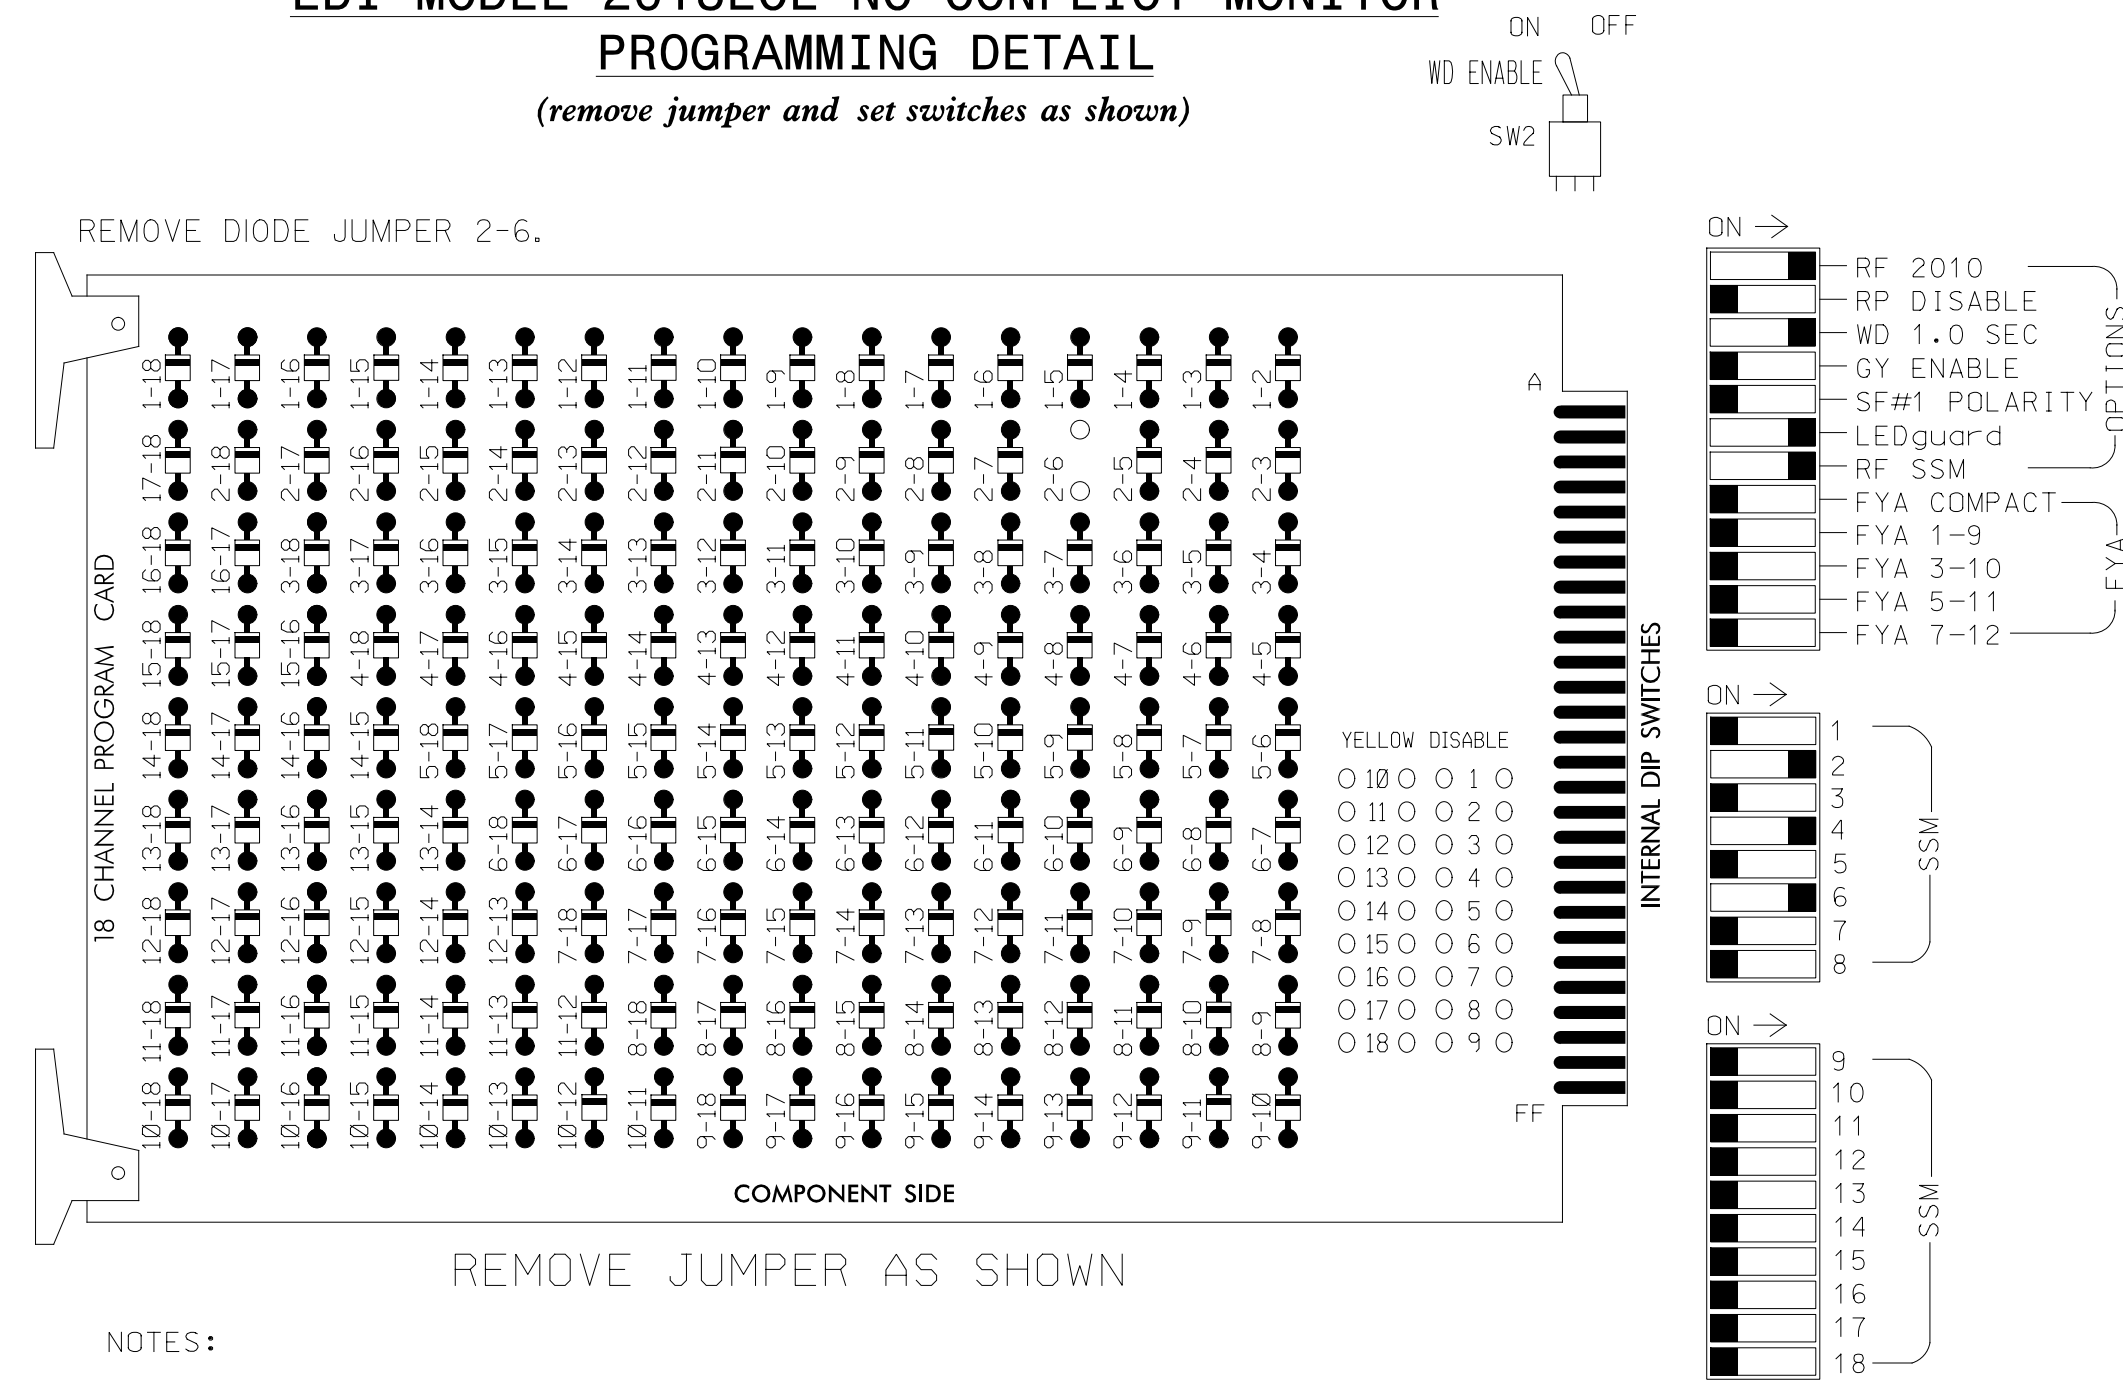 PROGRAMMING DETAIL
(remove jumper and set switches as shown)
ON OFF
WD ENABLE
SW2
REMOVE DIODE JUMPER 2-6.
18 CHANNEL PROGRAM CARD
1-18 1-17 1-16 1-15 1-14 1-13 1-12 1-11 1-10 1-9 1-8 1-7 1-6 1-5 1-4 1-3 1-2
17-18 2-18 2-17 2-16 2-15 2-14 2-13 2-12 2-11 2-10 2-9 2-8 2-7 2-6 2-5 2-4 2-3
16-18 16-17 3-18 3-17 3-16 3-15 3-14 3-13 3-12 3-11 3-10 3-9 3-8 3-7 3-6 3-5 3-4
15-18 15-17 15-16 4-18 4-17 4-16 4-15 4-14 4-13 4-12 4-11 4-10 4-9 4-8 4-7 4-6 4-5
14-18 14-17 14-16 14-15 5-18 5-17 5-16 5-15 5-14 5-13 5-12 5-11 5-10 5-9 5-8 5-7 5-6
13-18 13-17 13-16 13-15 13-14 6-18 6-17 6-16 6-15 6-14 6-13 6-12 6-11 6-10 6-9 6-8 6-7
12-18 12-17 12-16 12-15 12-14 12-13 7-18 7-17 7-16 7-15 7-14 7-13 7-12 7-11 7-10 7-9 7-8
11-18 11-17 11-16 11-15 11-14 11-13 11-12 8-18 8-17 8-16 8-15 8-14 8-13 8-12 8-11 8-10 8-9
10-18 10-17 10-16 10-15 10-14 10-13 10-12 10-11 9-18 9-17 9-16 9-15 9-14 9-13 9-12 9-11 9-10
YELLOW DISABLE
10 1
11 2
12 3
13 4
14 5
15 6
16 7
17 8
18 9
A
FF
COMPONENT SIDE
REMOVE JUMPER AS SHOWN
NOTES:
INTERNAL DIP SWITCHES
ON
RF 2010
RP DISABLE
WD 1.0 SEC
GY ENABLE
SF#1 POLARITY
LEDguard
RF SSM
OPTIONS
FYA COMPACT
FYA 1-9
FYA 3-10
FYA 5-11
FYA 7-12
FYA
ON
1
2
3
4
5
6
7
8
SSM
ON
9
10
11
12
13
14
15
16
17
18
SSM